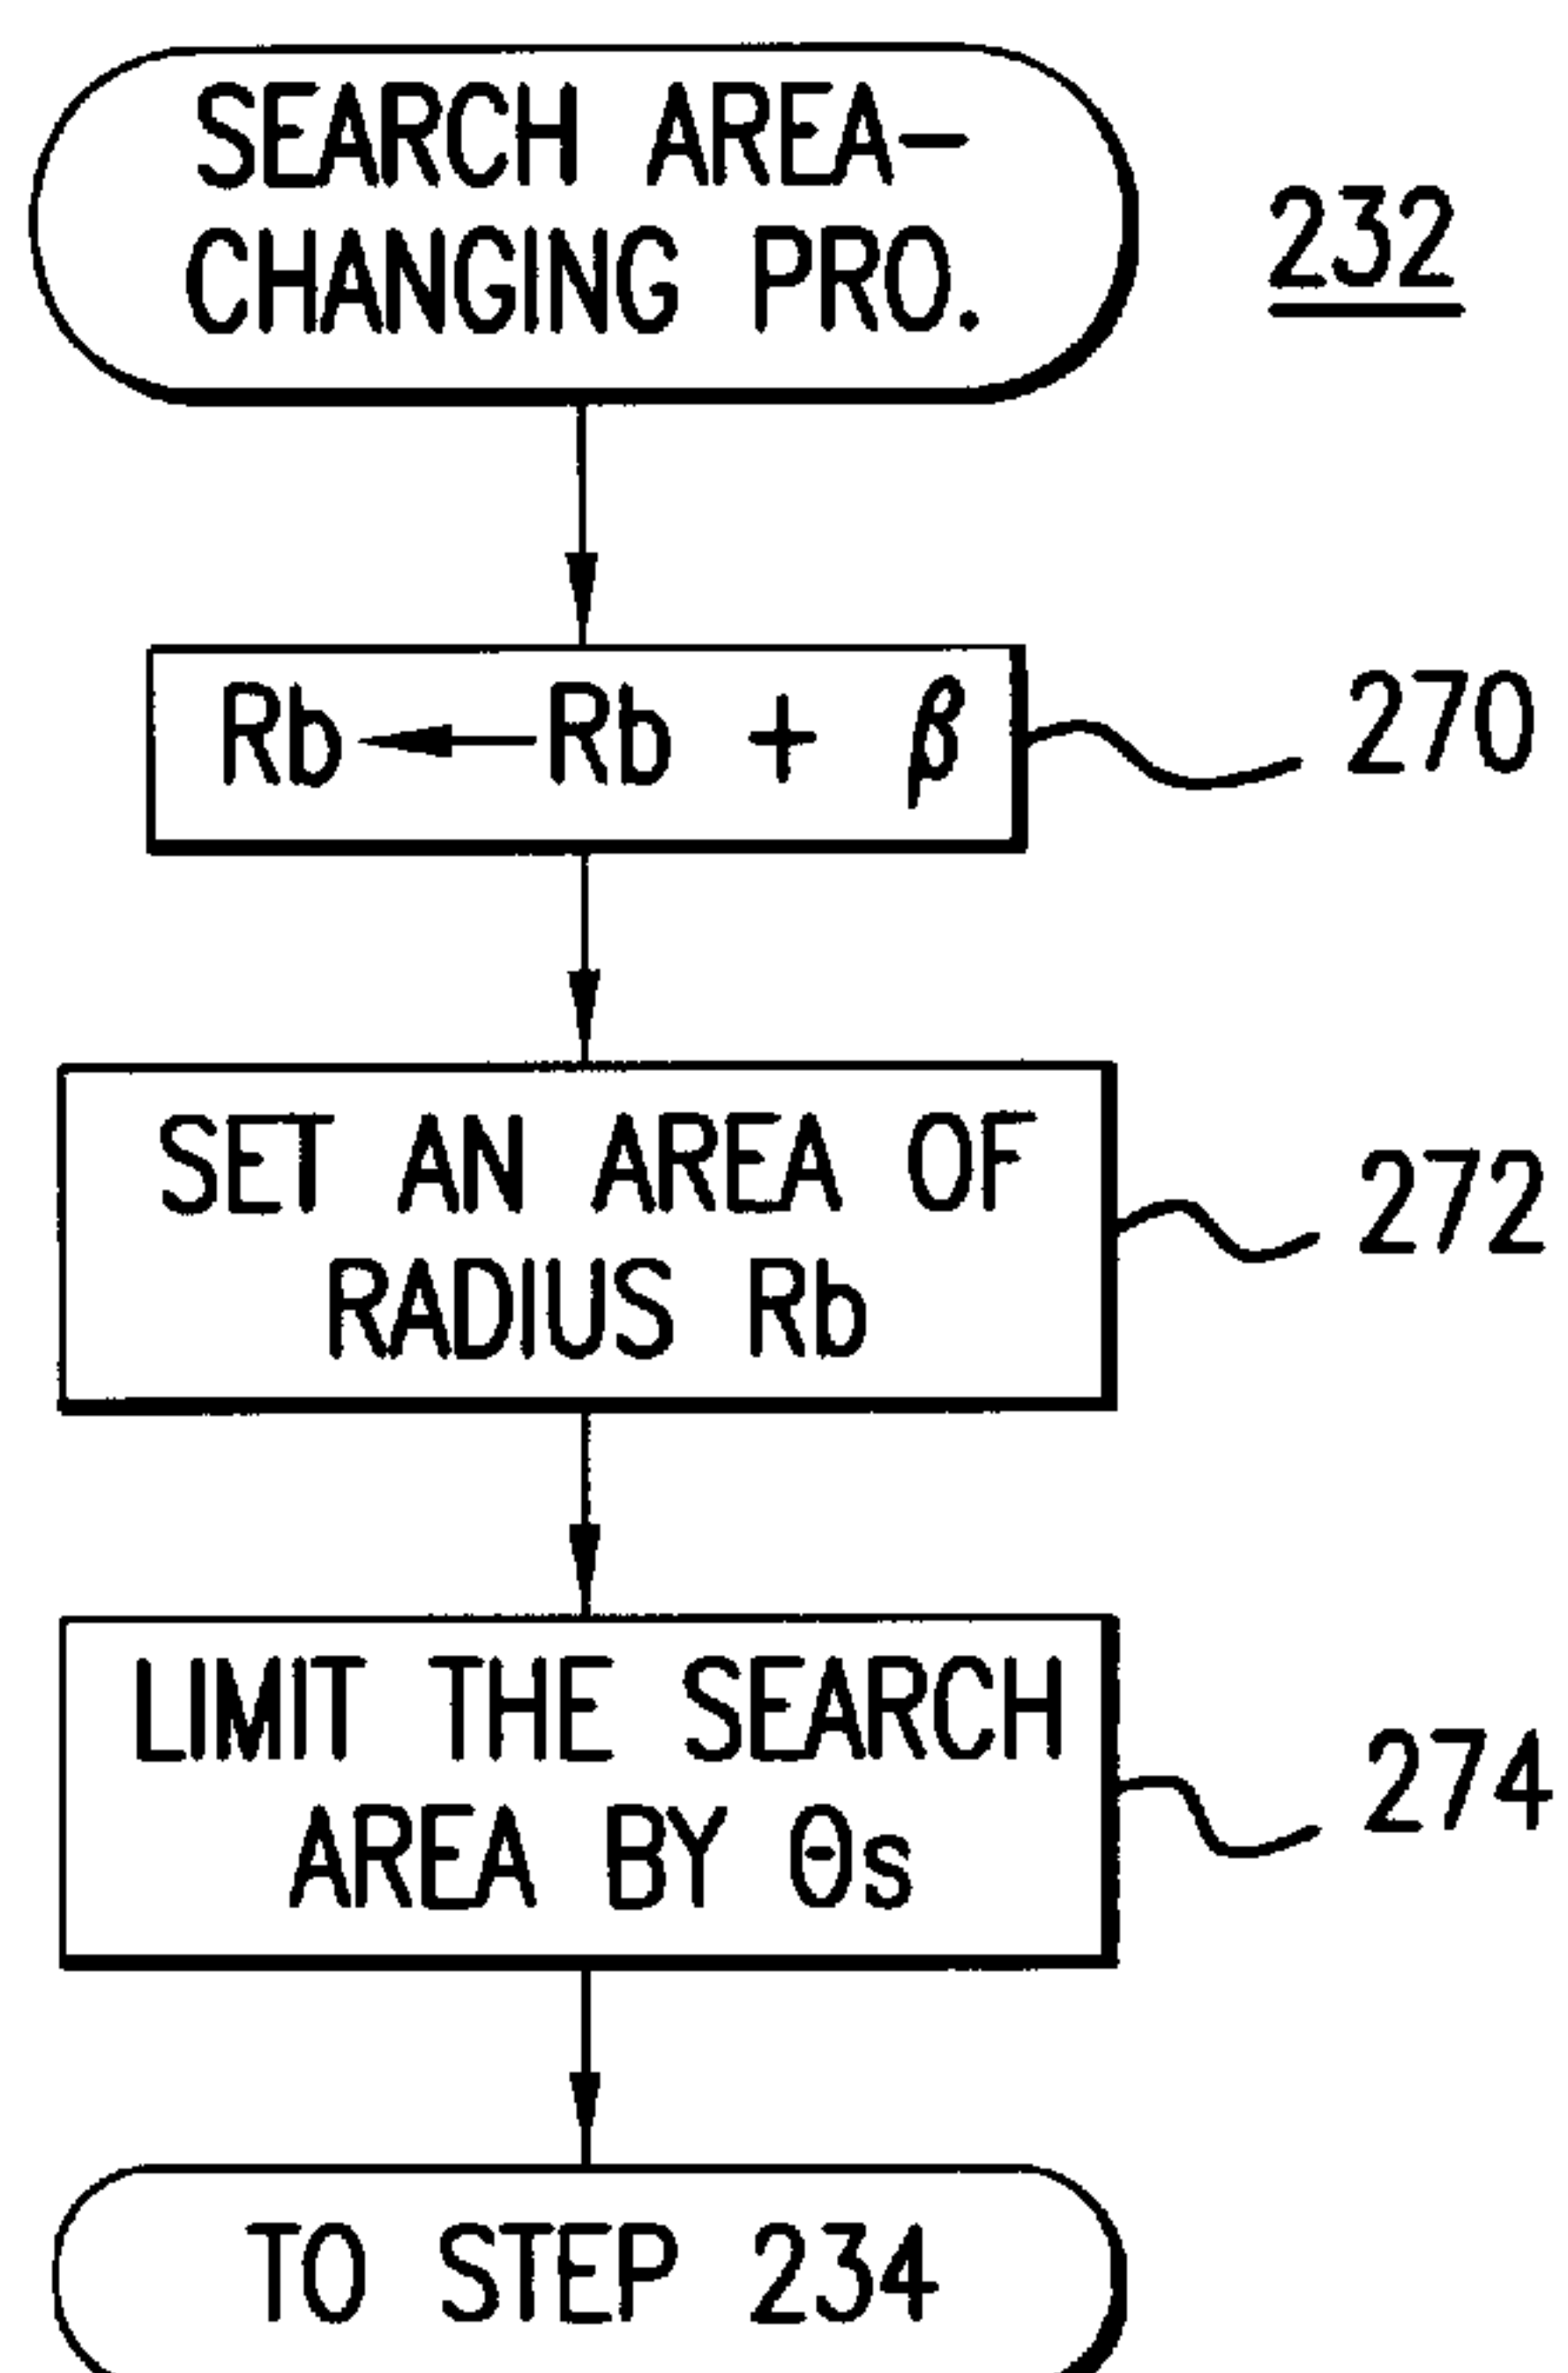 SEARCH AREA-
CHANGING PRO.
232
Rb ← Rb + β
270
SET AN AREA OF
RADIUS Rb
272
LIMIT THE SEARCH
AREA BY Θs
274
TO STEP 234